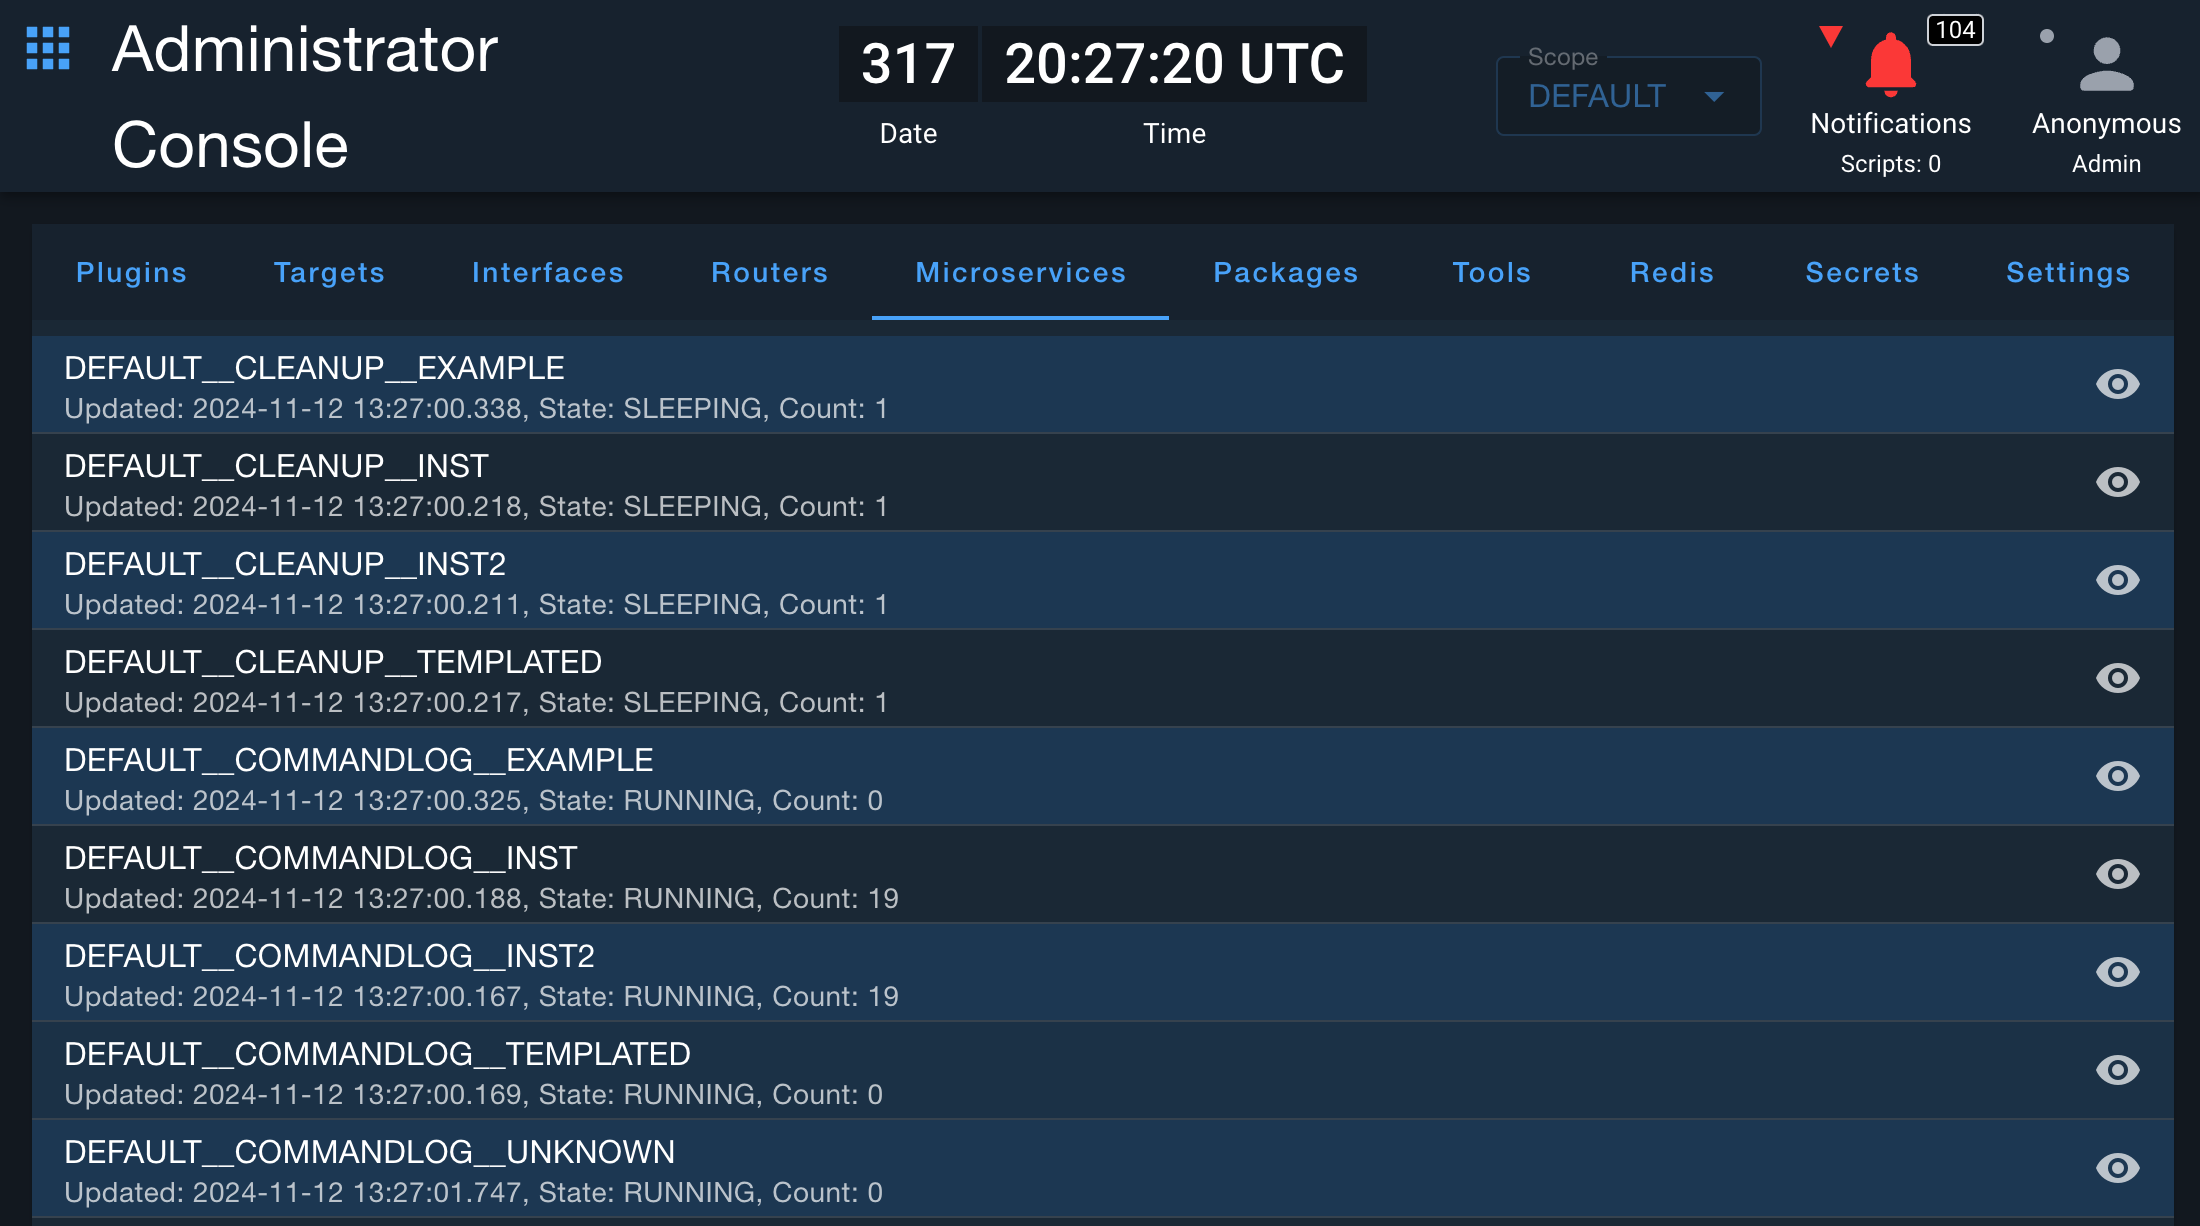 Administrator
Console
317 20:27:20 UTC
Date Time
Scope
DEFAULT
104
Notifications
Scripts: 0
Anonymous
Admin
Plugins Targets Interfaces Routers Microservices Packages Tools Redis Secrets Settings
DEFAULT__CLEANUP__EXAMPLE
Updated: 2024-11-12 13:27:00.338, State: SLEEPING, Count: 1
DEFAULT__CLEANUP__INST
Updated: 2024-11-12 13:27:00.218, State: SLEEPING, Count: 1
DEFAULT__CLEANUP__INST2
Updated: 2024-11-12 13:27:00.211, State: SLEEPING, Count: 1
DEFAULT__CLEANUP__TEMPLATED
Updated: 2024-11-12 13:27:00.217, State: SLEEPING, Count: 1
DEFAULT__COMMANDLOG__EXAMPLE
Updated: 2024-11-12 13:27:00.325, State: RUNNING, Count: 0
DEFAULT__COMMANDLOG__INST
Updated: 2024-11-12 13:27:00.188, State: RUNNING, Count: 19
DEFAULT__COMMANDLOG__INST2
Updated: 2024-11-12 13:27:00.167, State: RUNNING, Count: 19
DEFAULT__COMMANDLOG__TEMPLATED
Updated: 2024-11-12 13:27:00.169, State: RUNNING, Count: 0
DEFAULT__COMMANDLOG__UNKNOWN
Updated: 2024-11-12 13:27:01.747, State: RUNNING, Count: 0